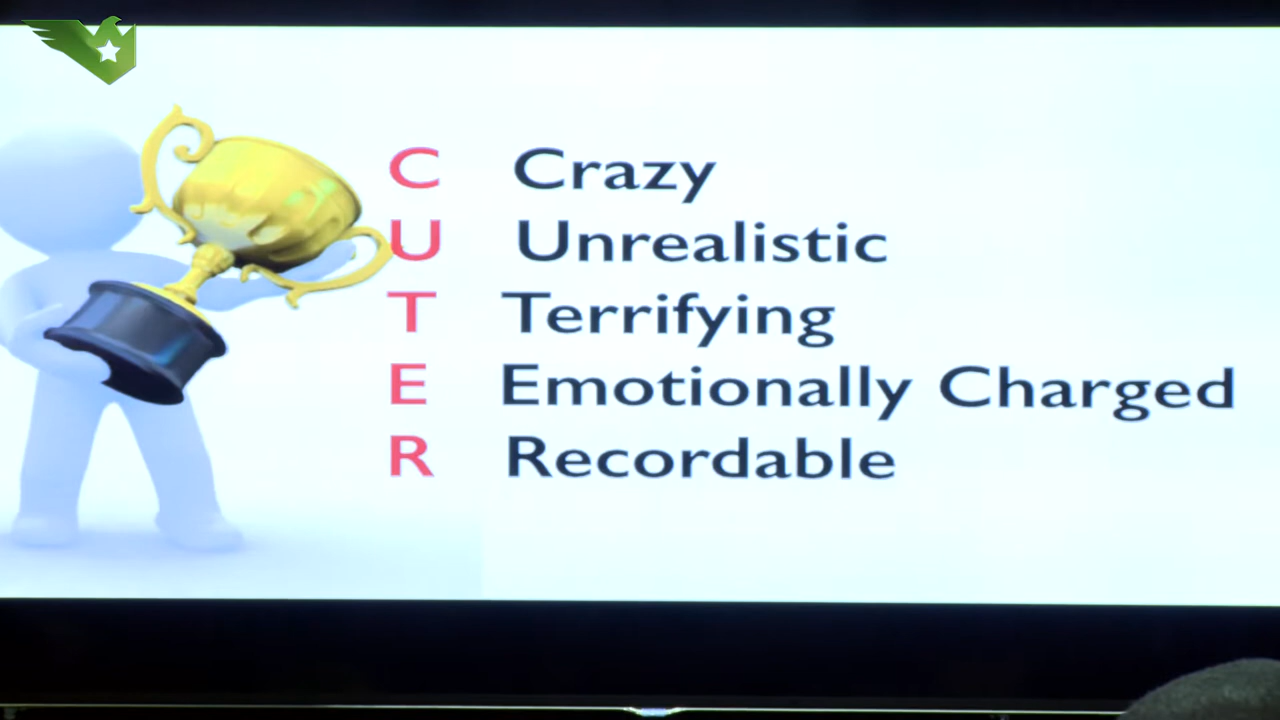 C Crazy
U Unrealistic
T Terrifying
E Emotionally Charged
R Recordable